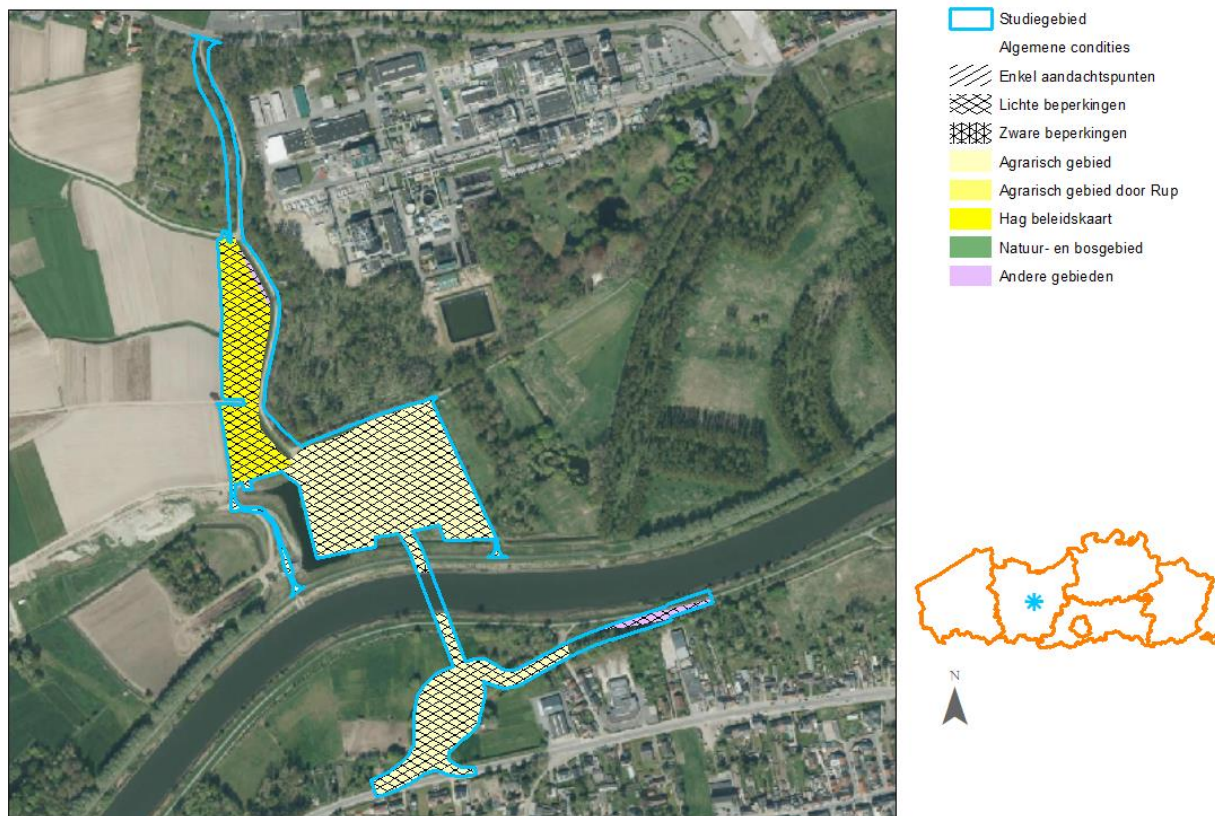 Studiegebied
Algemene condities
Enkel aandachtspunten
Lichte beperkingen
Zware beperkingen
Agrarisch gebied
Agrarisch gebied door Rup
Hag beleidskaart
Natuur- en bosgebied
Andere gebieden
N